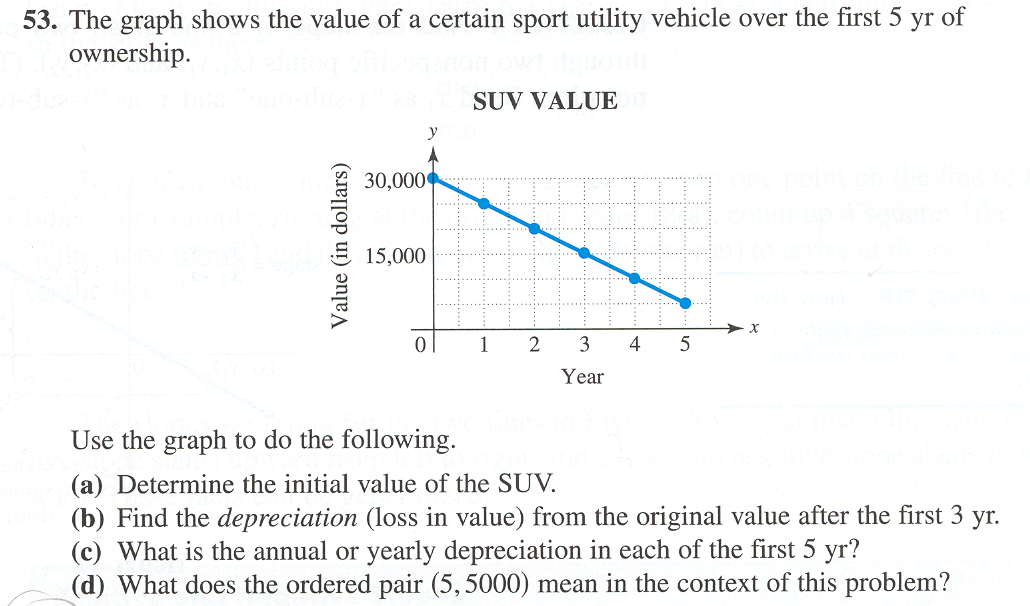 53. The graph shows the value of a certain sport utility vehicle over the first 5 yr of
ownership.
SUV VALUE
y
30,000
15,000
Value (in dollars)
0 1 2 3 4 5
x
Year
Use the graph to do the following.
(a) Determine the initial value of the SUV.
(b) Find the depreciation (loss in value) from the original value after the first 3 yr.
(c) What is the annual or yearly depreciation in each of the first 5 yr?
(d) What does the ordered pair (5, 5000) mean in the context of this problem?